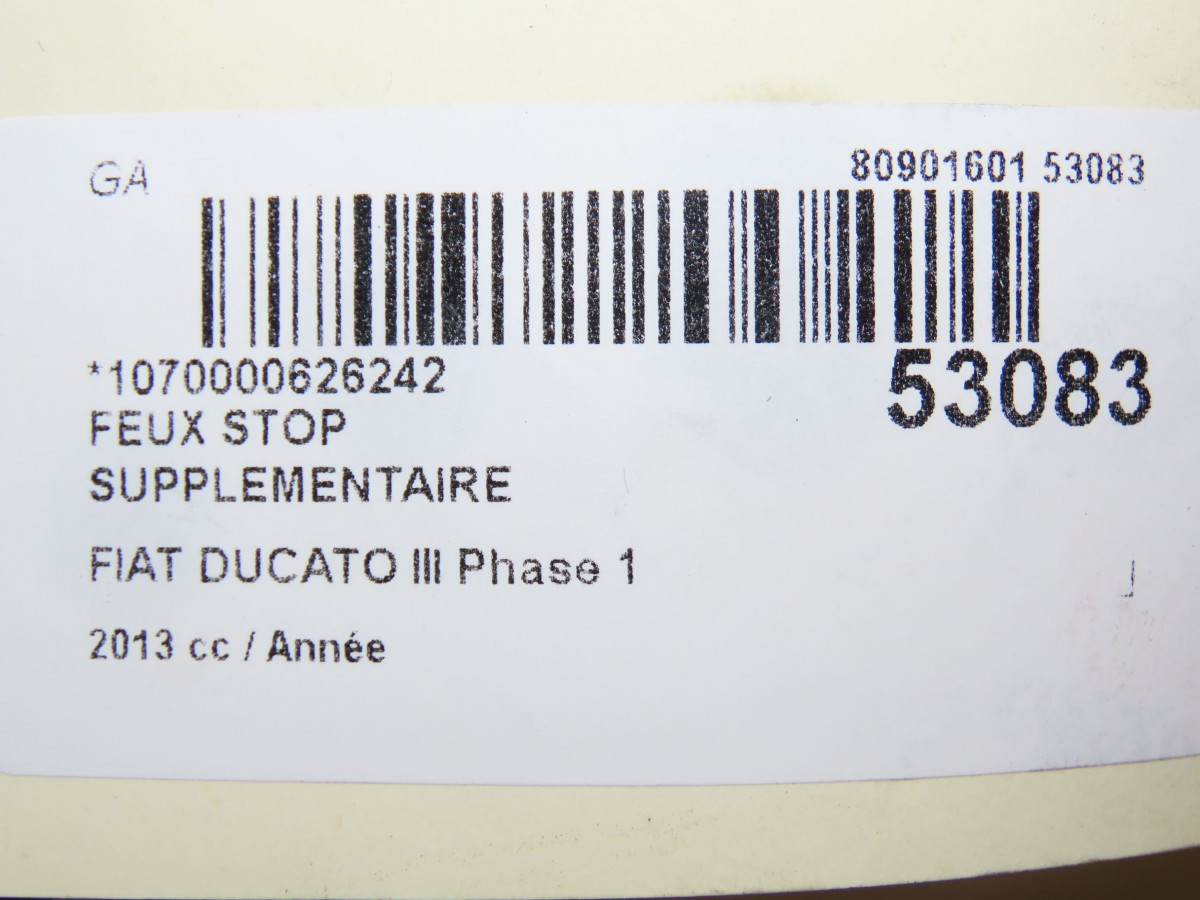 GA
80901601 53083
*1070000626242
53083
FEUX STOP
SUPPLEMENTAIRE
FIAT DUCATO III Phase 1
2013 cc / Année